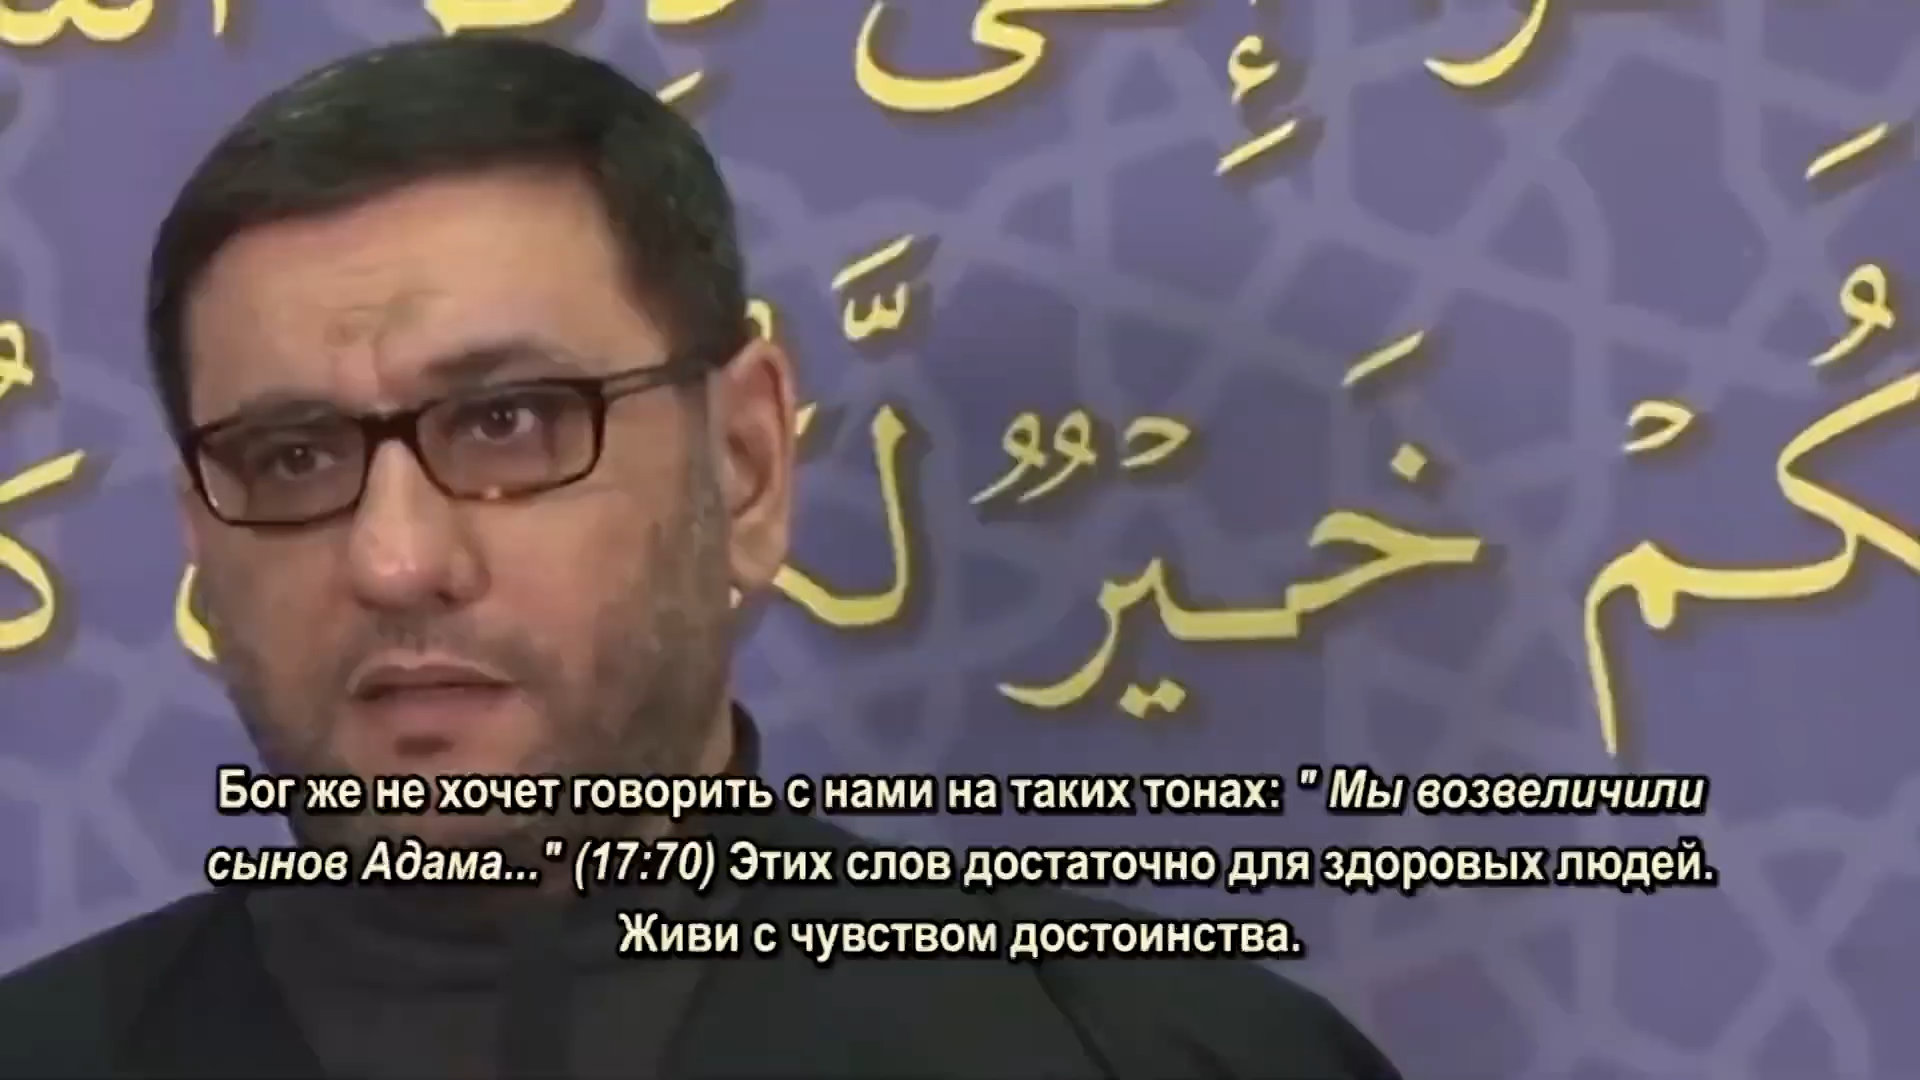 ذِكْرِ اللَّه
كُمْ خَيْرٌ لَّكُ
Бог же не хочет говорить с нами на таких тонах: " Мы возвеличили
сынов Адама..." (17:70) Этих слов достаточно для здоровых людей.
Живи с чувством достоинства.